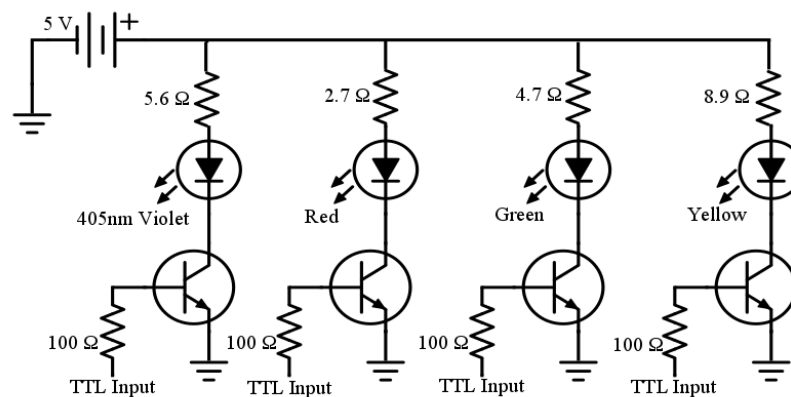 5 V
+
5.6 Ω
2.7 Ω
4.7 Ω
8.9 Ω
405nm Violet
Red
Green
Yellow
100 Ω
100 Ω
100 Ω
100 Ω
TTL Input
TTL Input
TTL Input
TTL Input